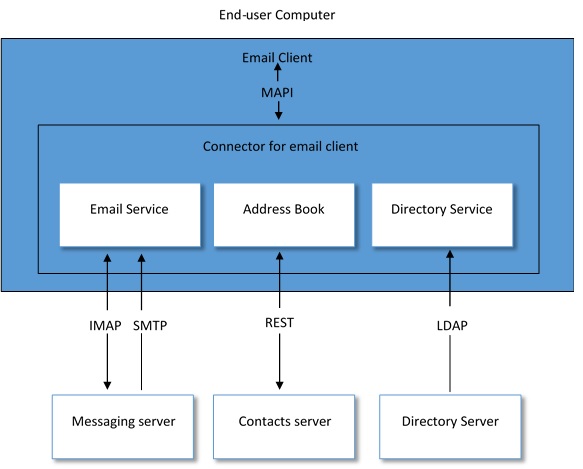 End-user Computer
Email Client
MAPI
Connector for email client
Email Service
Address Book
Directory Service
IMAP
SMTP
REST
LDAP
Messaging server
Contacts server
Directory Server